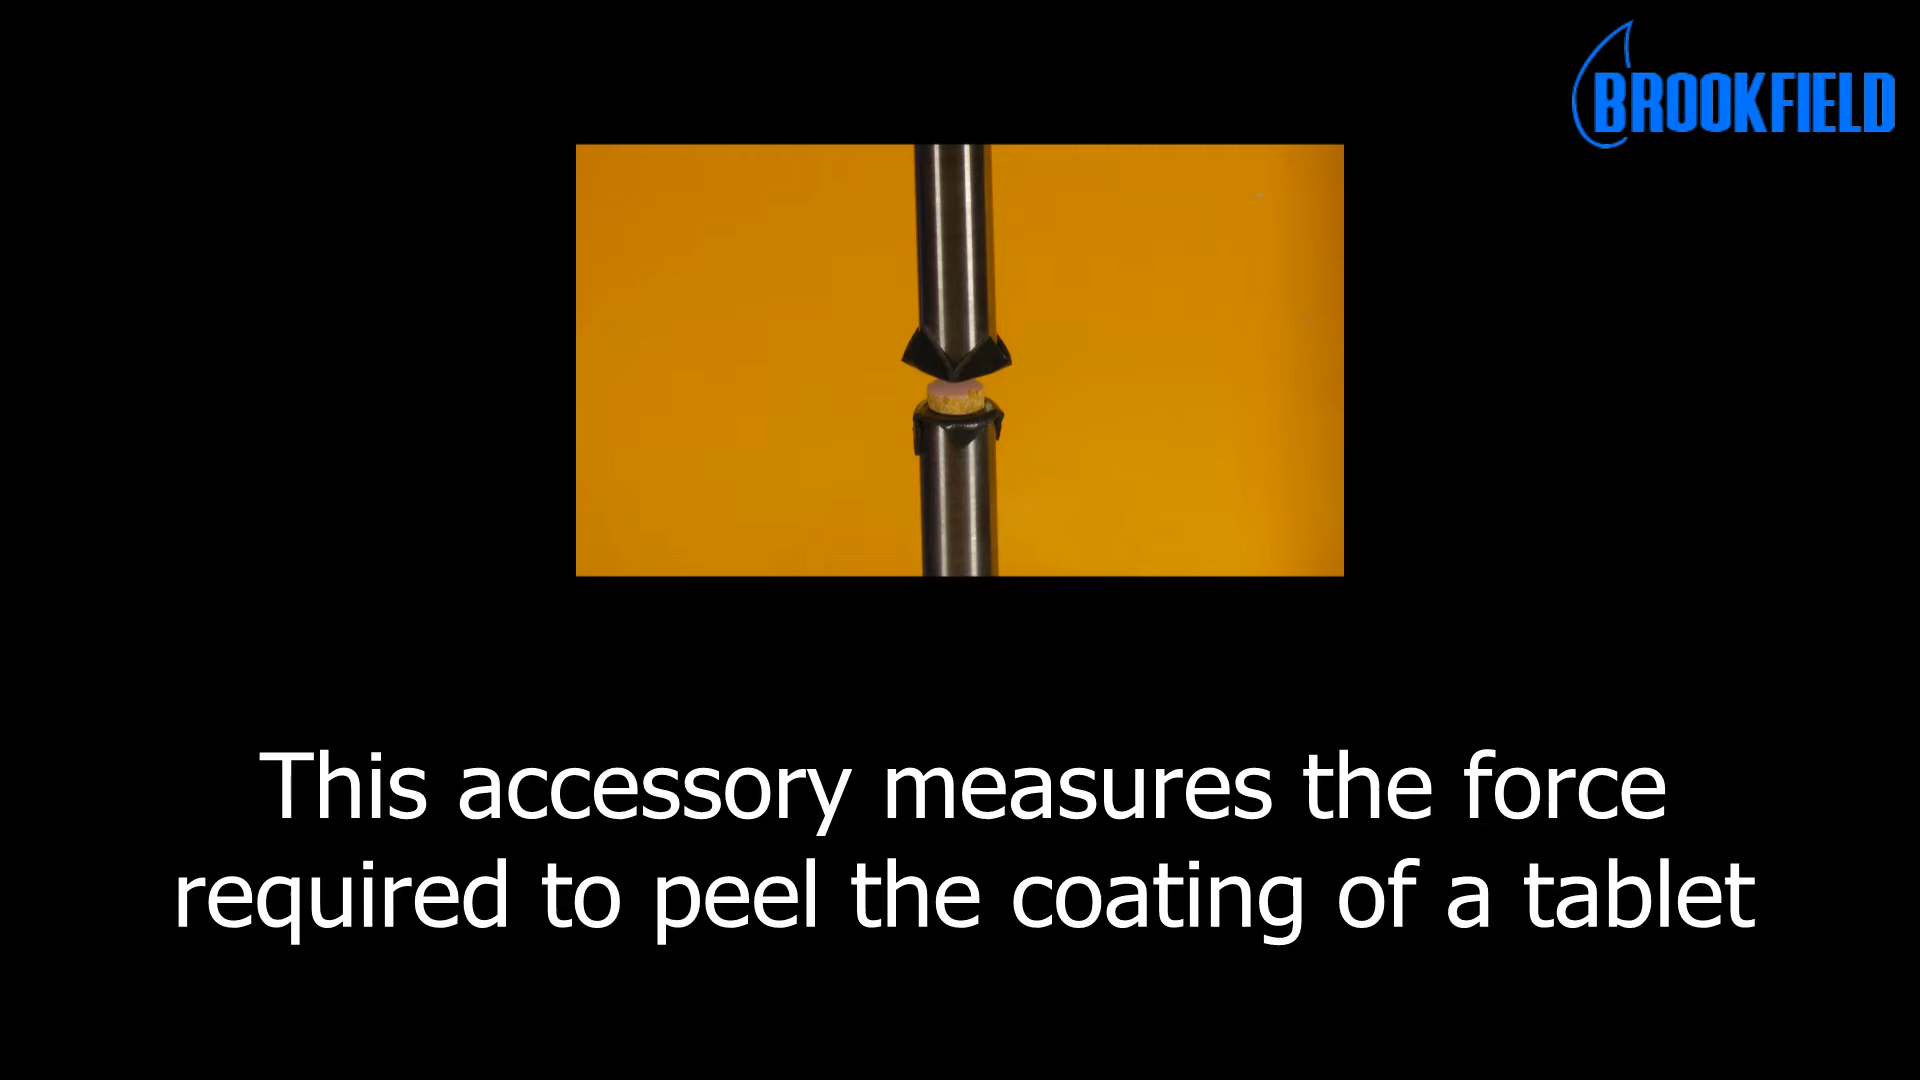 BROOKFIELD
This accessory measures the force
required to peel the coating of a tablet